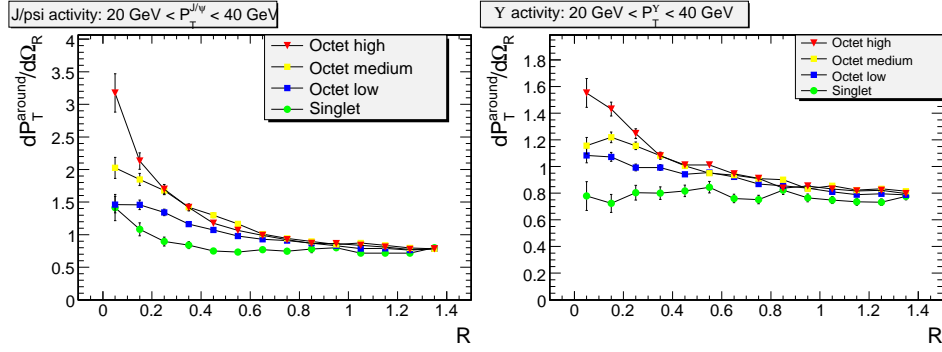 J/psi activity: 20 GeV < P_T^{J/ψ} < 40 GeV
dP_T^{around}/dΩ_R
4
3.5
3
2.5
2
1.5
1
0.5
0
Octet high
Octet medium
Octet low
Singlet
0 0.2 0.4 0.6 0.8 1 1.2 1.4
R
ϒ activity: 20 GeV < P_T^ϒ < 40 GeV
dP_T^{around}/dΩ_R
1.8
1.6
1.4
1.2
1
0.8
0.6
0.4
0.2
0
Octet high
Octet medium
Octet low
Singlet
0 0.2 0.4 0.6 0.8 1 1.2 1.4
R